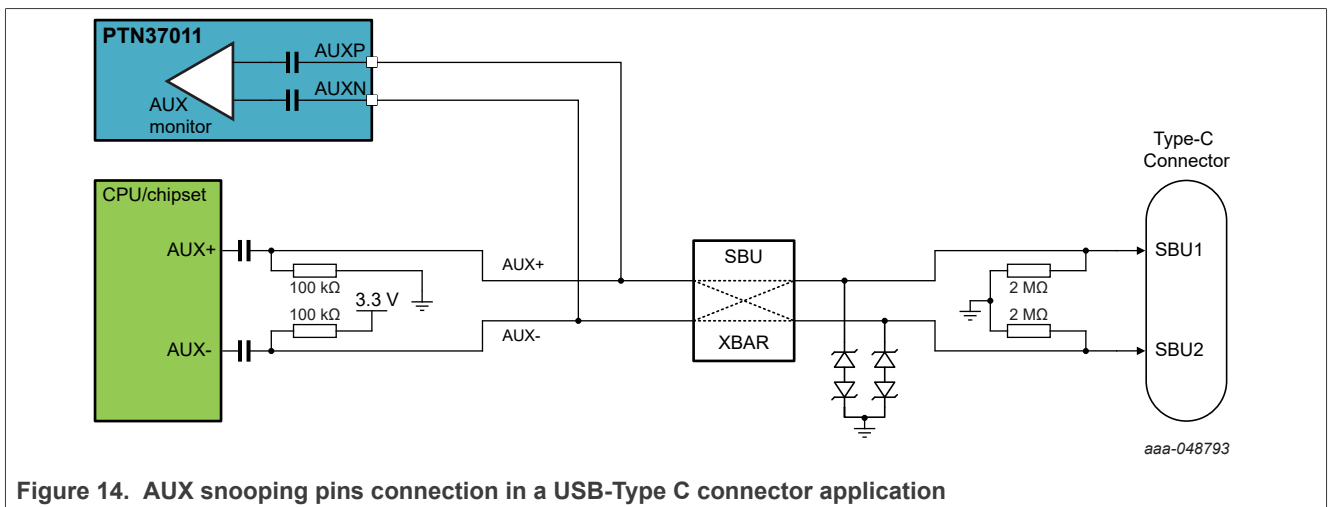 PTN37011
AUXP
AUXN
AUX
monitor
CPU/chipset
AUX+
100 kΩ
3.3 V
100 kΩ
AUX-
AUX+
AUX-
SBU
XBAR
2 MΩ
2 MΩ
Type-C
Connector
SBU1
SBU2
aaa-048793
Figure 14. AUX snooping pins connection in a USB-Type C connector application